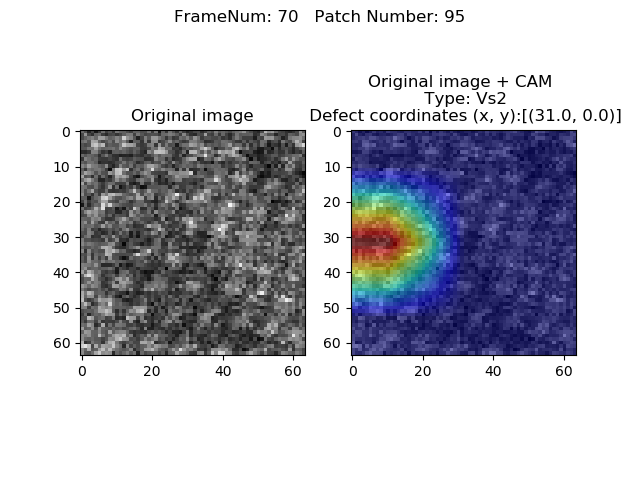 FrameNum: 70   Patch Number: 95
Original image
0
10
20
30
40
50
60
0 20 40 60
Original image + CAM
Type: Vs2
Defect coordinates (x, y):[(31.0, 0.0)]
0
10
20
30
40
50
60
0 20 40 60